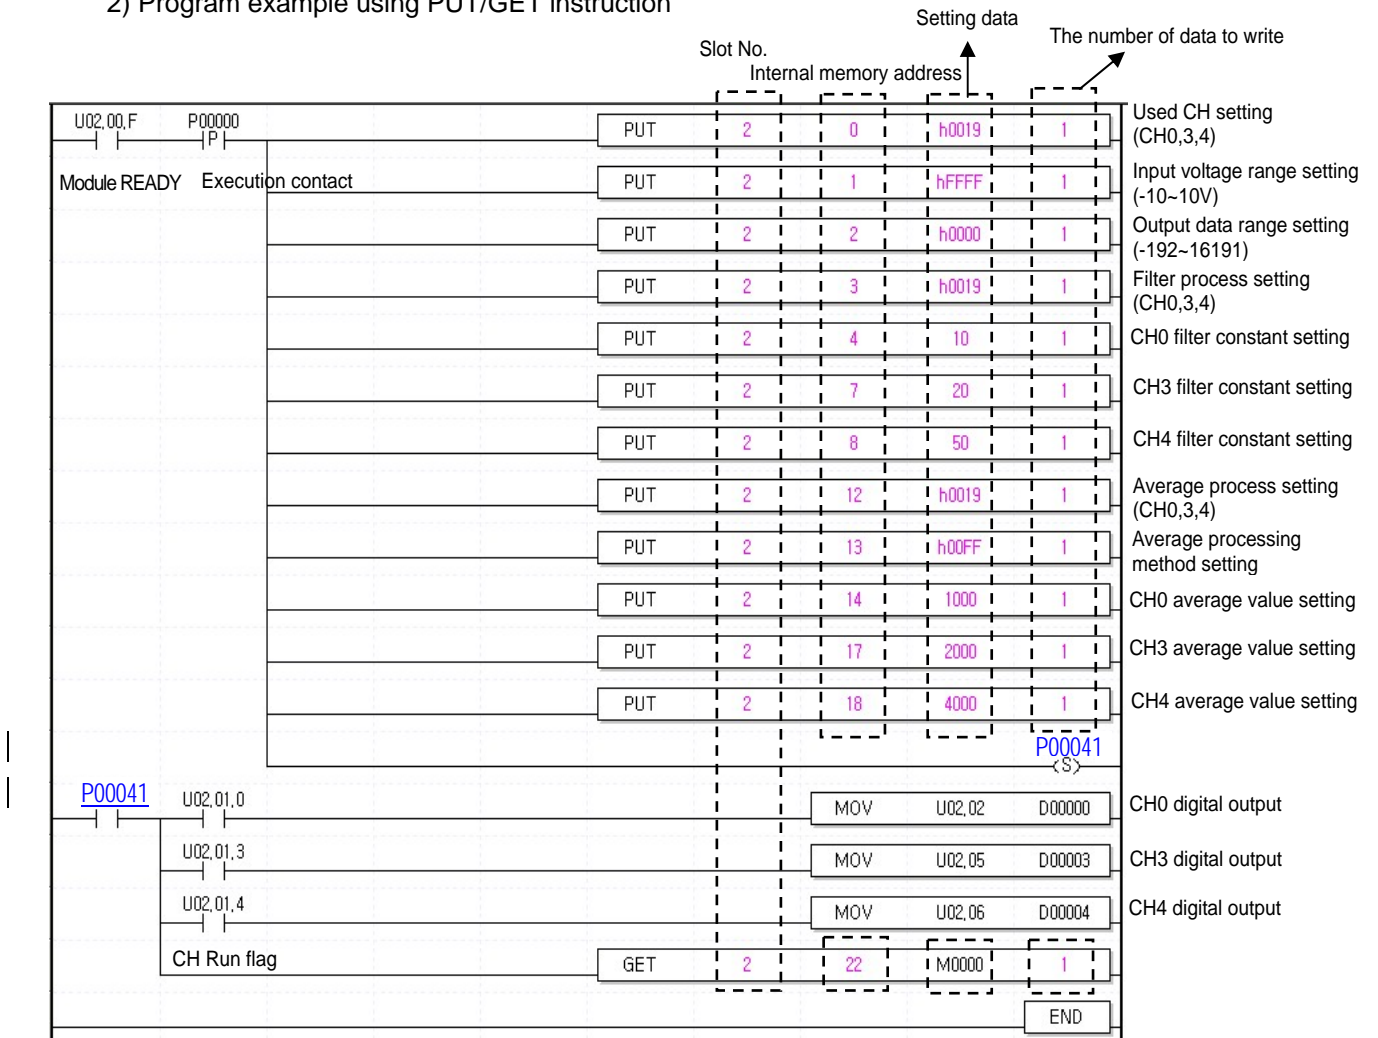 2) Program example using PUT/GET instruction
Setting data
The number of data to write
Slot No.
Internal memory address
U02,00,F P00000 PUT 2 0 h0019 1 Used CH setting
P
(CH0,3,4)
Module READY Execution contact PUT 2 1 hFFFF 1 Input voltage range setting
(-10~10V)
PUT 2 2 h0000 1 Output data range setting
(-192~16191)
PUT 2 3 h0019 1 Filter process setting
(CH0,3,4)
PUT 2 4 10 1 CH0 filter constant setting
PUT 2 7 20 1 CH3 filter constant setting
PUT 2 8 50 1 CH4 filter constant setting
PUT 2 12 h0019 1 Average process setting
(CH0,3,4)
PUT 2 13 h00FF 1 Average processing
method setting
PUT 2 14 1000 1 CH0 average value setting
PUT 2 17 2000 1 CH3 average value setting
PUT 2 18 4000 1 CH4 average value setting
P00041
(S)
P00041 U02,01,0 MOV U02,02 D00000 CH0 digital output
U02,01,3 MOV U02,05 D00003 CH3 digital output
U02,01,4 MOV U02,06 D00004 CH4 digital output
CH Run flag GET 2 22 M0000 1
END